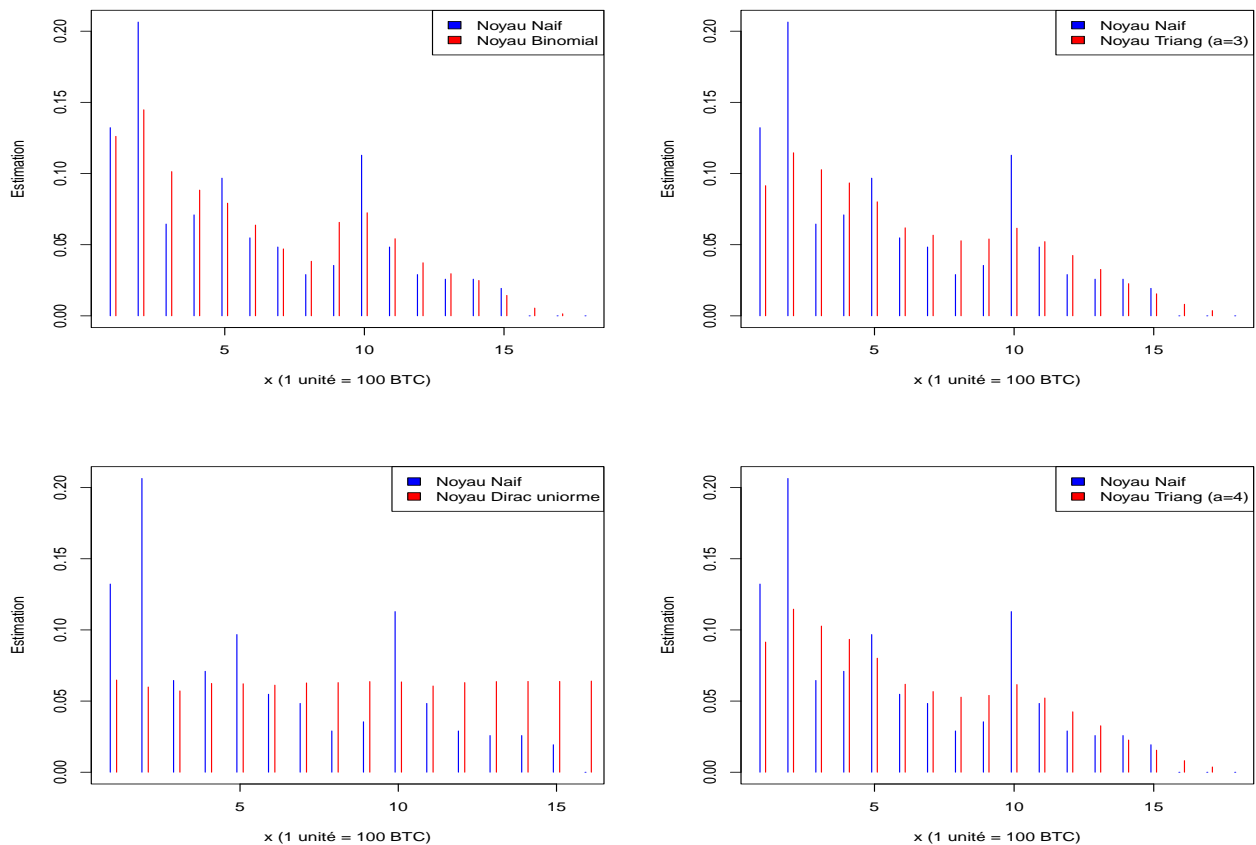 Noyau Naif
Noyau Binomial
Estimation
0.00 0.05 0.10 0.15 0.20
5 10 15
x (1 unité = 100 BTC)
Noyau Naif
Noyau Triang (a=3)
Estimation
0.00 0.05 0.10 0.15 0.20
5 10 15
x (1 unité = 100 BTC)
Noyau Naif
Noyau Dirac uniorme
Estimation
0.00 0.05 0.10 0.15 0.20
5 10 15
x (1 unité = 100 BTC)
Noyau Naif
Noyau Triang (a=4)
Estimation
0.00 0.05 0.10 0.15 0.20
5 10 15
x (1 unité = 100 BTC)